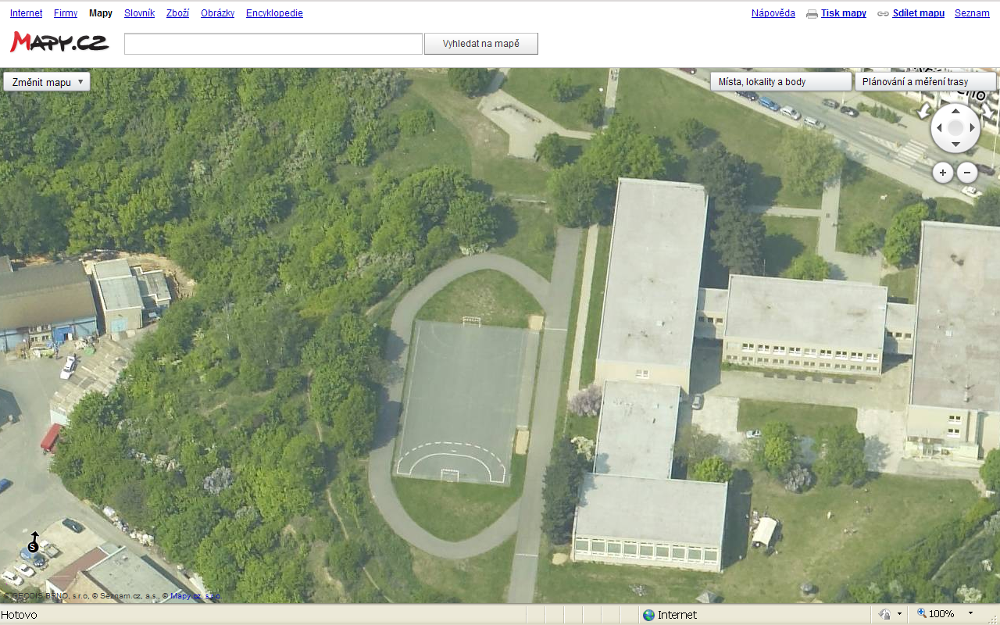 Internet Firmy Mapy Slovník Zboží Obrázky Encyklopedie Nápověda Tisk mapy Sdílet mapu Seznam
Mapy.cz Vyhledat na mapě
Změnit mapu Místa, lokality a body Plánování a měření trasy
S
© GEODIS BRNO, s.r.o, © Seznam.cz, a.s., © Mapy.cz, s.r.o.
Hotovo Internet 100%